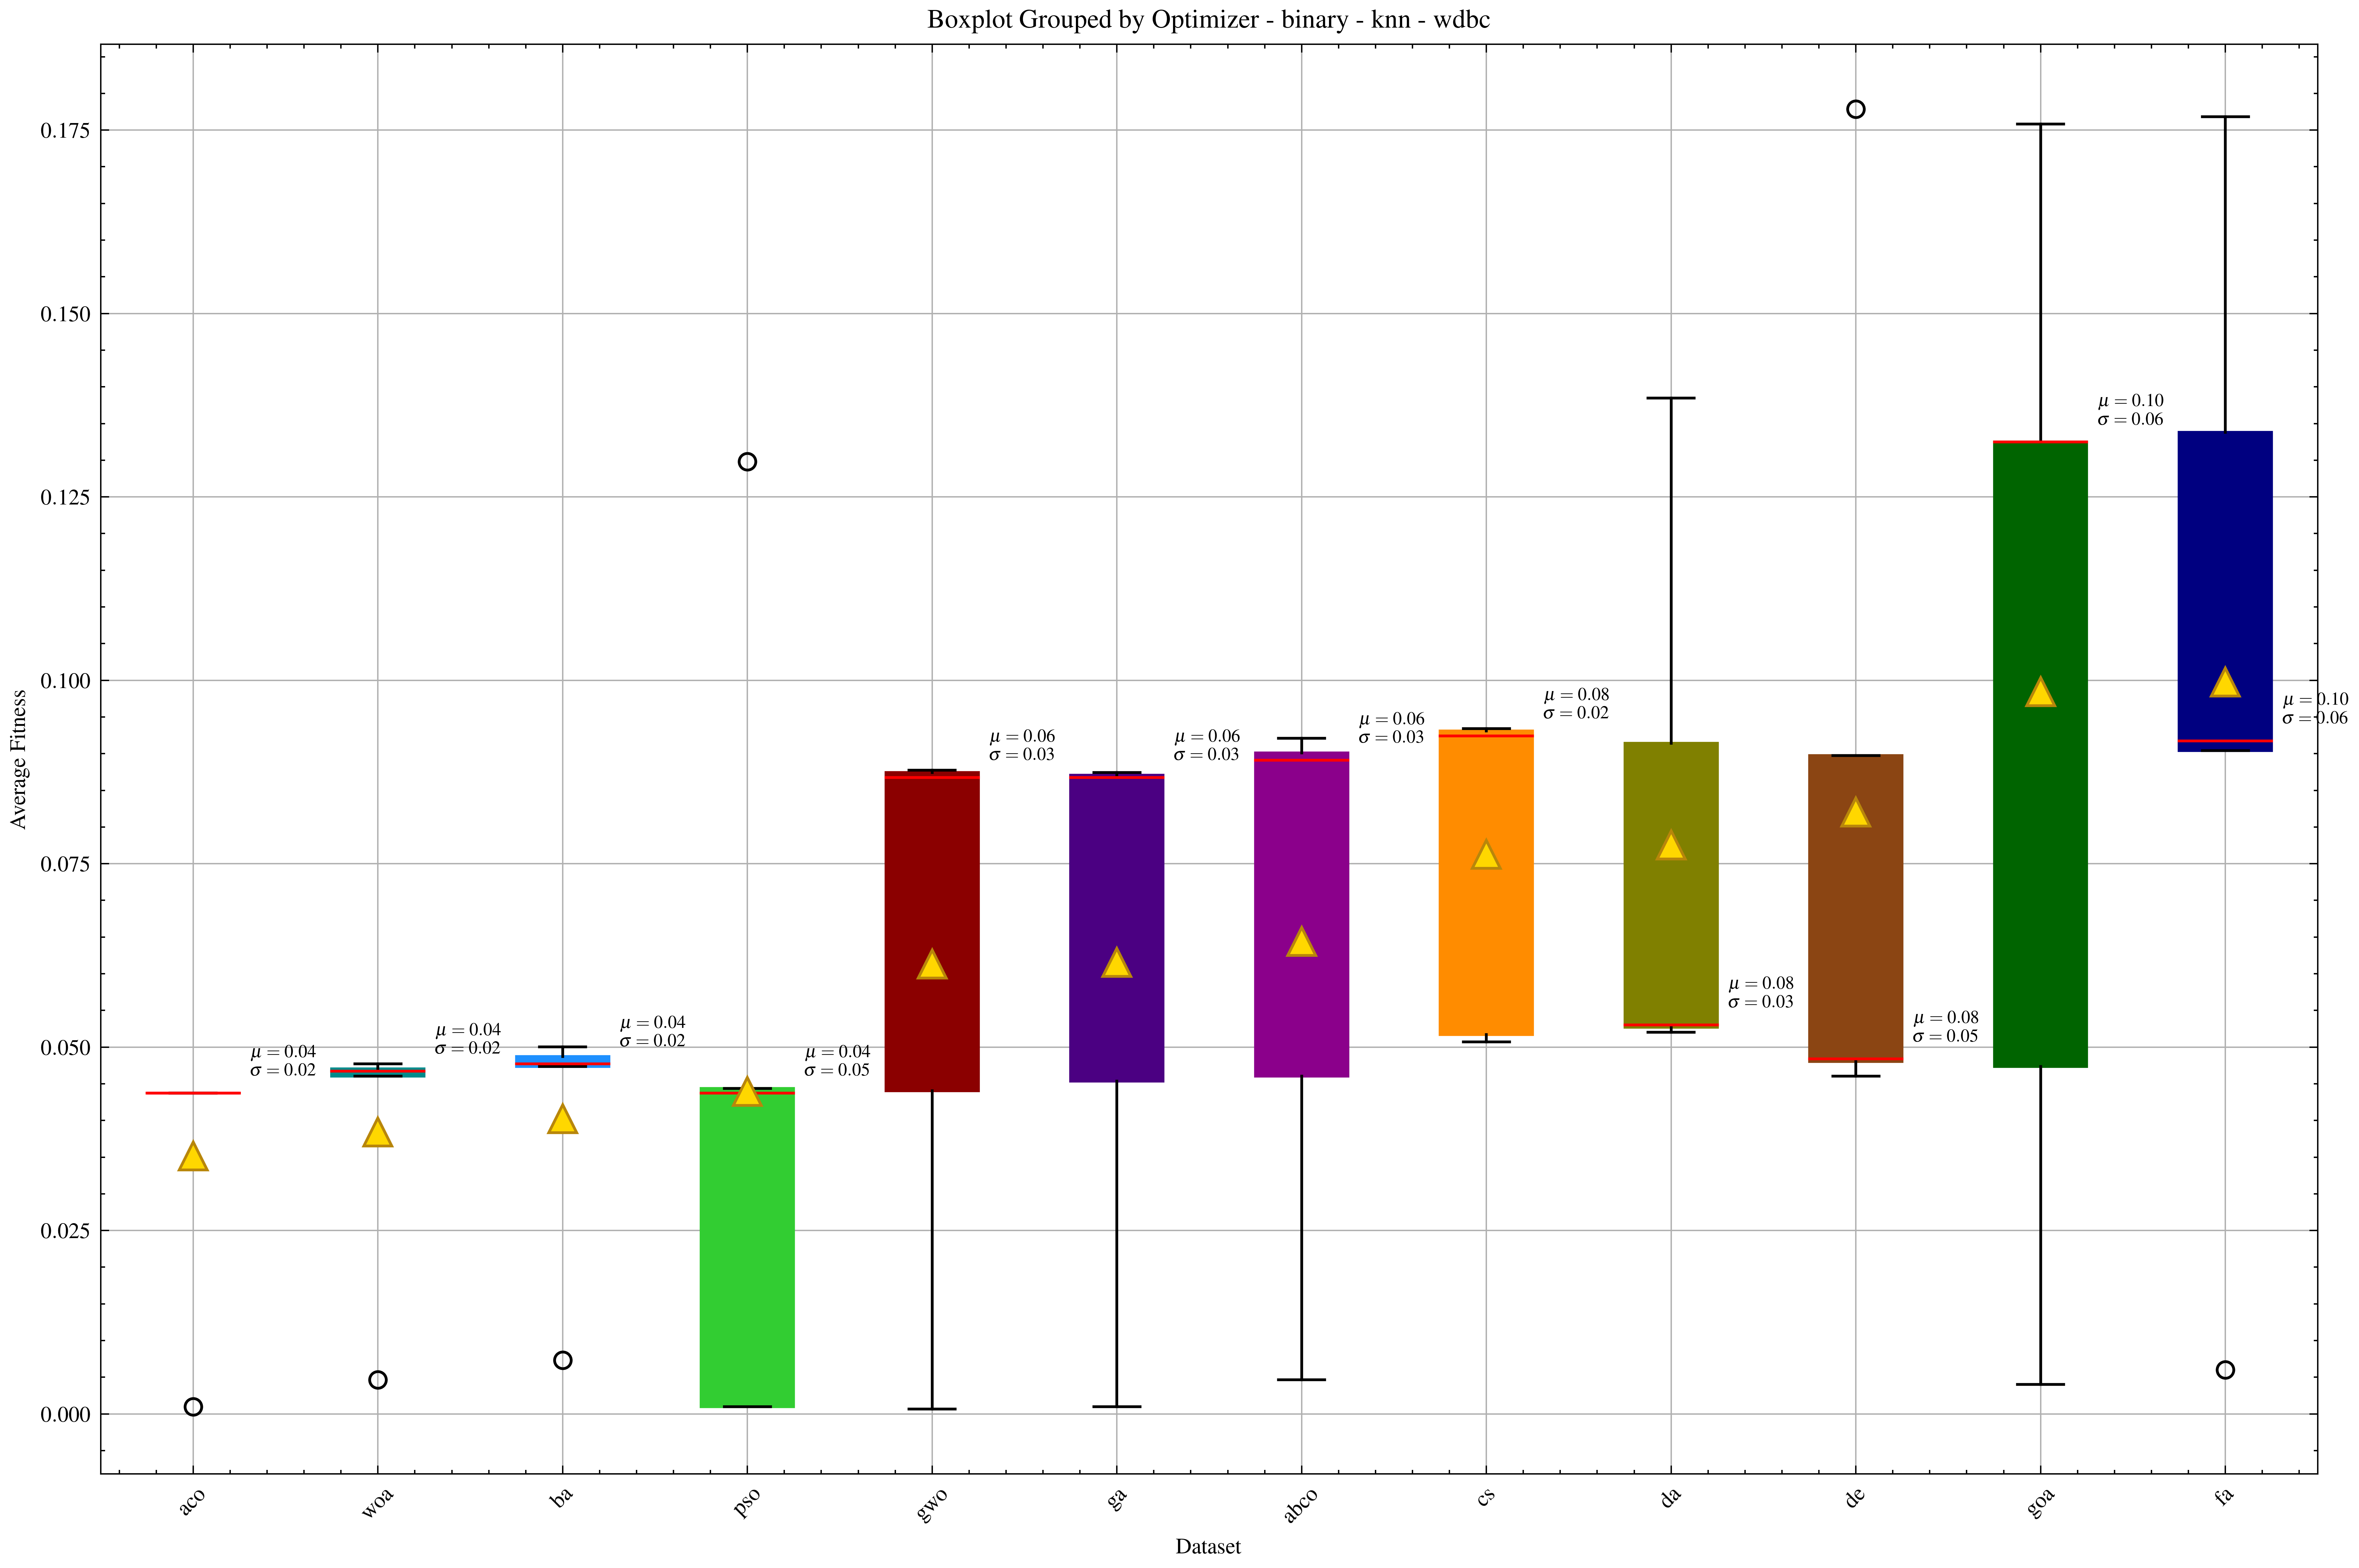 Boxplot Grouped by Optimizer - binary - knn - wdbc
Average Fitness
0.175
0.150
0.125
0.100
0.075
0.050
0.025
0.000
μ = 0.04
σ = 0.02
μ = 0.04
σ = 0.02
μ = 0.04
σ = 0.02
μ = 0.04
σ = 0.05
μ = 0.06
σ = 0.03
μ = 0.06
σ = 0.03
μ = 0.06
σ = 0.03
μ = 0.08
σ = 0.02
μ = 0.08
σ = 0.03
μ = 0.08
σ = 0.05
μ = 0.10
σ = 0.06
μ = 0.10
σ = 0.06
aco
woa
ba
pso
gwo
ga
abco
cs
da
de
goa
fa
Dataset